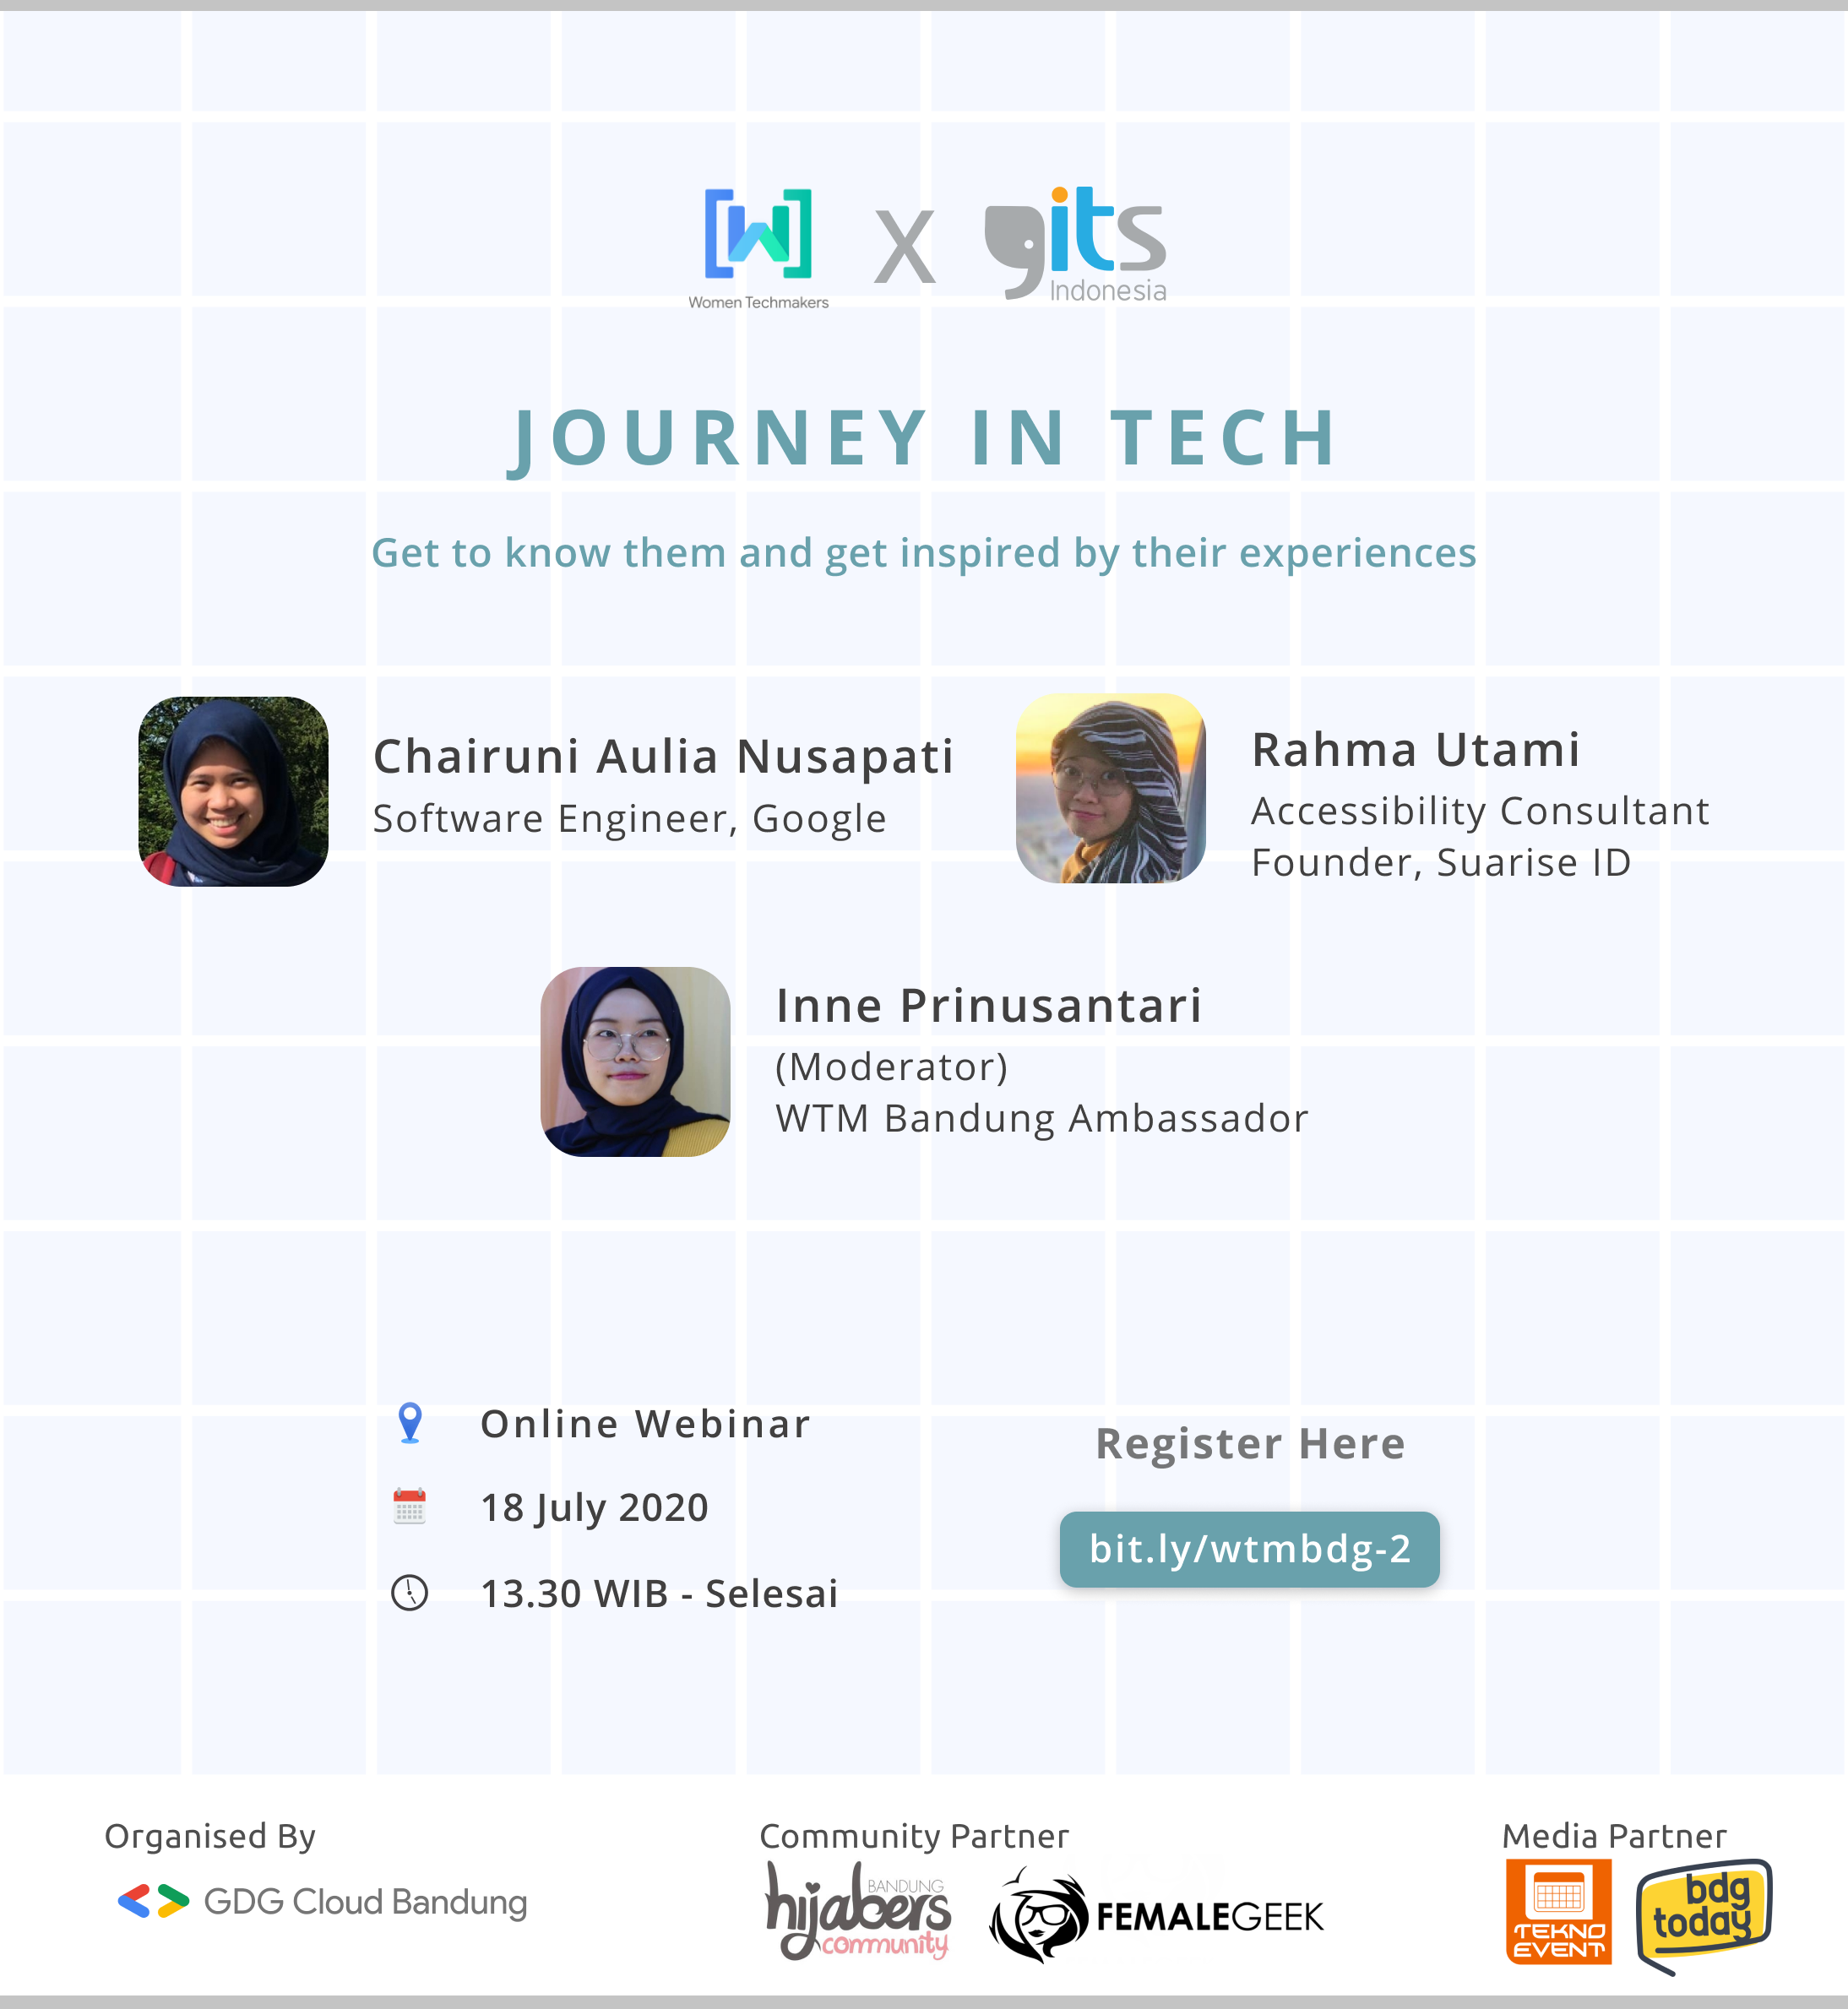 Women Techmakers
X
gits
Indonesia
JOURNEY IN TECH
Get to know them and get inspired by their experiences
Chairuni Aulia Nusapati
Software Engineer, Google
Rahma Utami
Accessibility Consultant
Founder, Suarise ID
Inne Prinusantari
(Moderator)
WTM Bandung Ambassador
Online Webinar
18 July 2020
13.30 WIB - Selesai
Register Here
bit.ly/wtmbdg-2
Organised By
GDG Cloud Bandung
Community Partner
BANDUNG
hijabers
community
FEMALEGEEK
Media Partner
TEKNO
EVENT
bdg
today